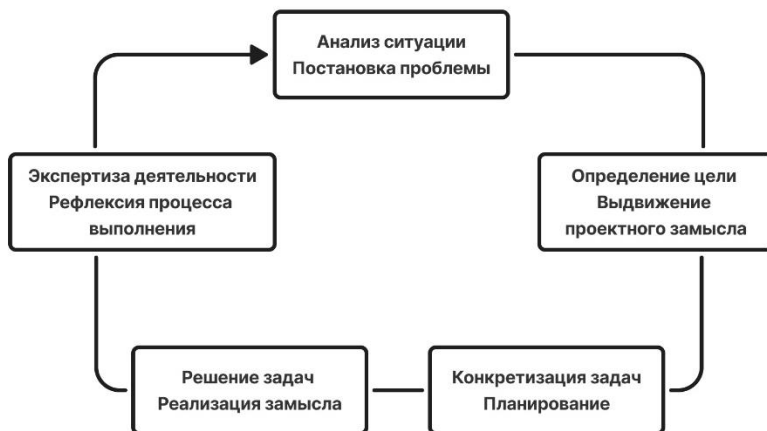 Анализ ситуации
Постановка проблемы
Экспертиза деятельности
Рефлексия процесса
выполнения
Определение цели
Выдвижение
проектного замысла
Решение задач
Реализация замысла
Конкретизация задач
Планирование